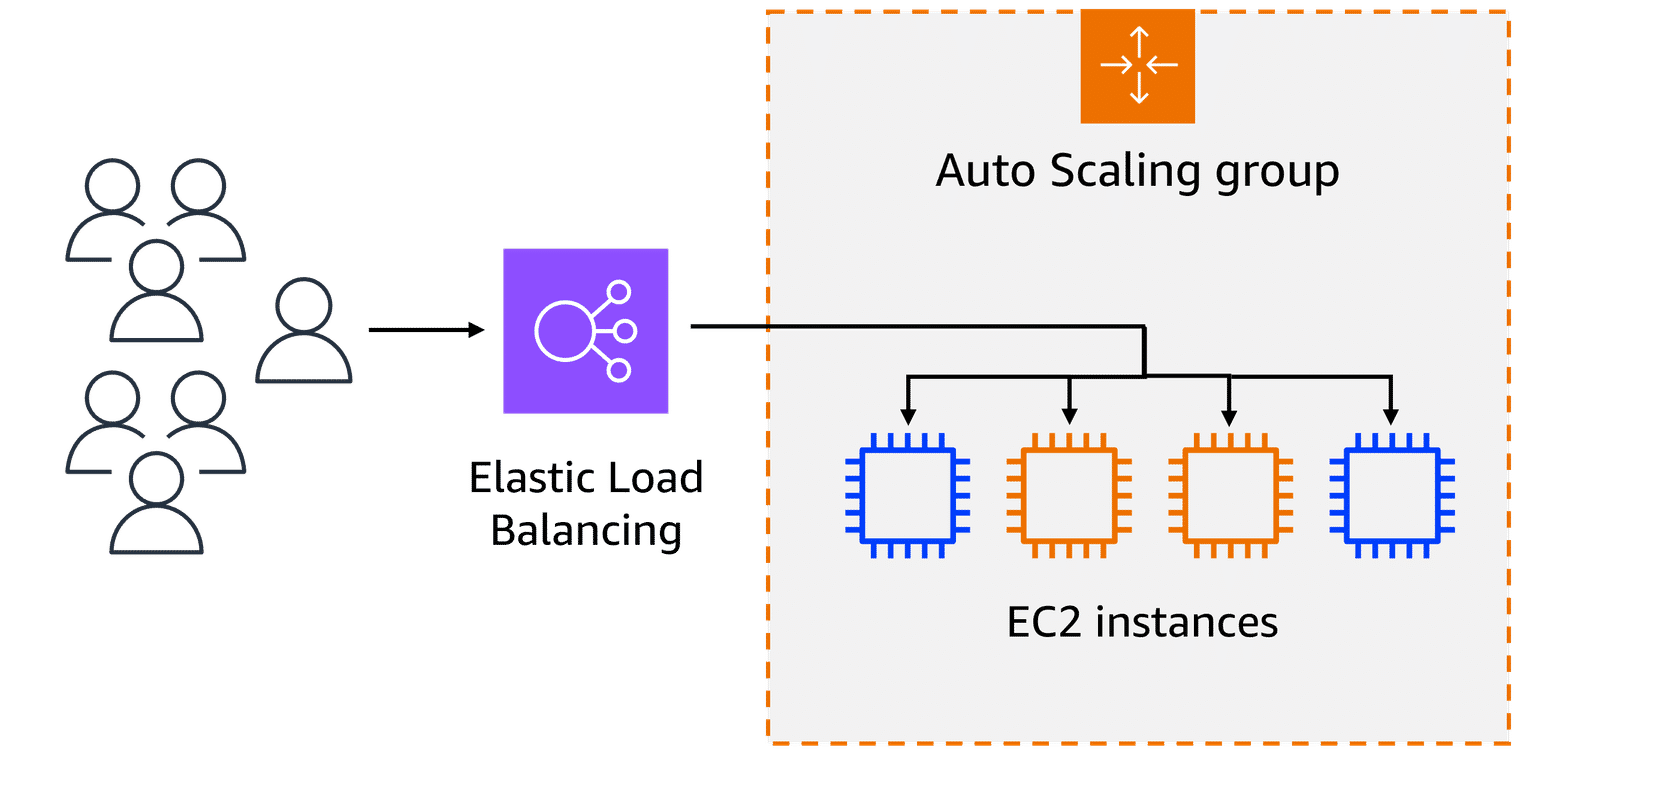 Auto Scaling group
Elastic Load
Balancing
EC2 instances